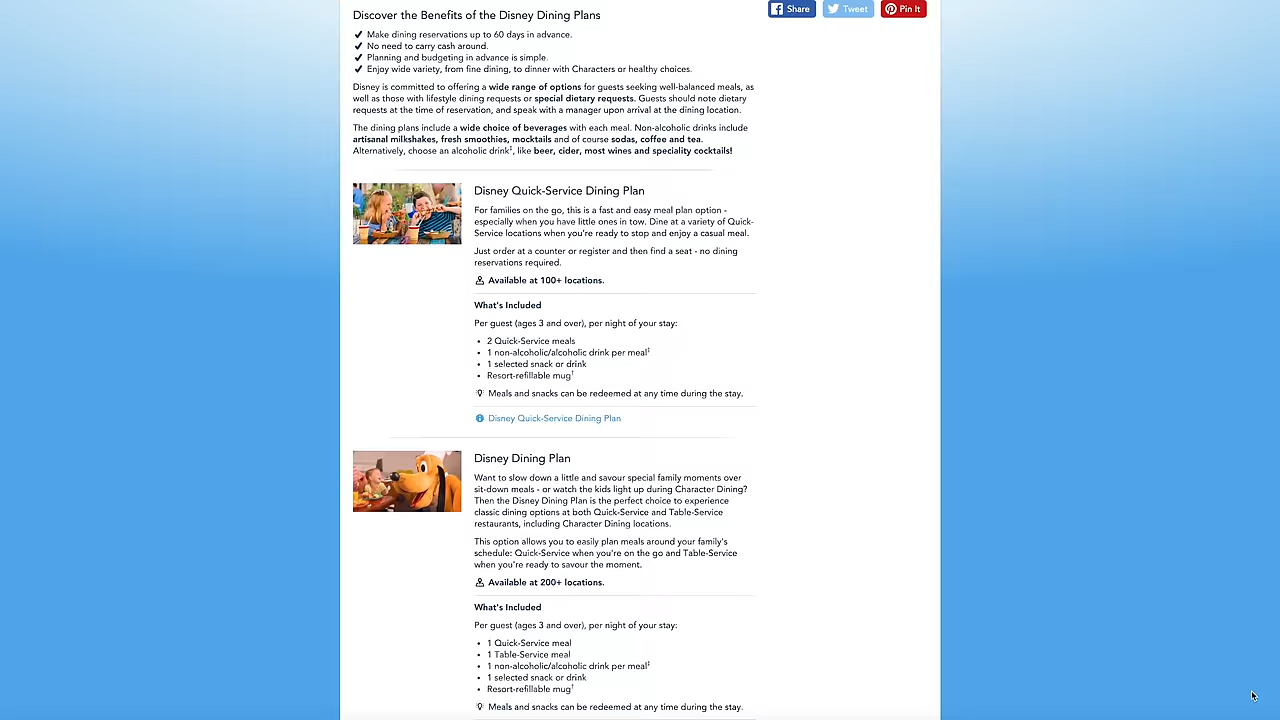 Discover the Benefits of the Disney Dining Plans
Share
Tweet
Pin It
✔ Make dining reservations up to 60 days in advance.
✔ No need to carry cash around.
✔ Planning and budgeting in advance is simple.
✔ Enjoy wide variety, from fine dining, to dinner with Characters or healthy choices.
Disney is committed to offering a wide range of options for guests seeking well-balanced meals, as
well as those with lifestyle dining requests or special dietary requests. Guests should note dietary
requests at the time of reservation, and speak with a manager upon arrival at the dining location.
The dining plans include a wide choice of beverages with each meal. Non-alcoholic drinks include
artisanal milkshakes, fresh smoothies, mocktails and of course sodas, coffee and tea.
Alternatively, choose an alcoholic drink‡, like beer, cider, most wines and speciality cocktails!
Disney Quick-Service Dining Plan
For families on the go, this is a fast and easy meal plan option -
especially when you have little ones in tow. Dine at a variety of Quick-
Service locations when you're ready to stop and enjoy a casual meal.
Just order at a counter or register and then find a seat - no dining
reservations required.
Available at 100+ locations.
What's Included
Per guest (ages 3 and over), per night of your stay:
• 2 Quick-Service meals
• 1 non-alcoholic/alcoholic drink per meal‡
• 1 selected snack or drink
• Resort-refillable mug†
Meals and snacks can be redeemed at any time during the stay.
Disney Quick-Service Dining Plan
Disney Dining Plan
Want to slow down a little and savour special family moments over
sit-down meals - or watch the kids light up during Character Dining?
Then the Disney Dining Plan is the perfect choice to experience
classic dining options at both Quick-Service and Table-Service
restaurants, including Character Dining locations.
This option allows you to easily plan meals around your family's
schedule: Quick-Service when you're on the go and Table-Service
when you're ready to savour the moment.
Available at 200+ locations.
What's Included
Per guest (ages 3 and over), per night of your stay:
• 1 Quick-Service meal
• 1 Table-Service meal
• 1 non-alcoholic/alcoholic drink per meal‡
• 1 selected snack or drink
• Resort-refillable mug†
Meals and snacks can be redeemed at any time during the stay.